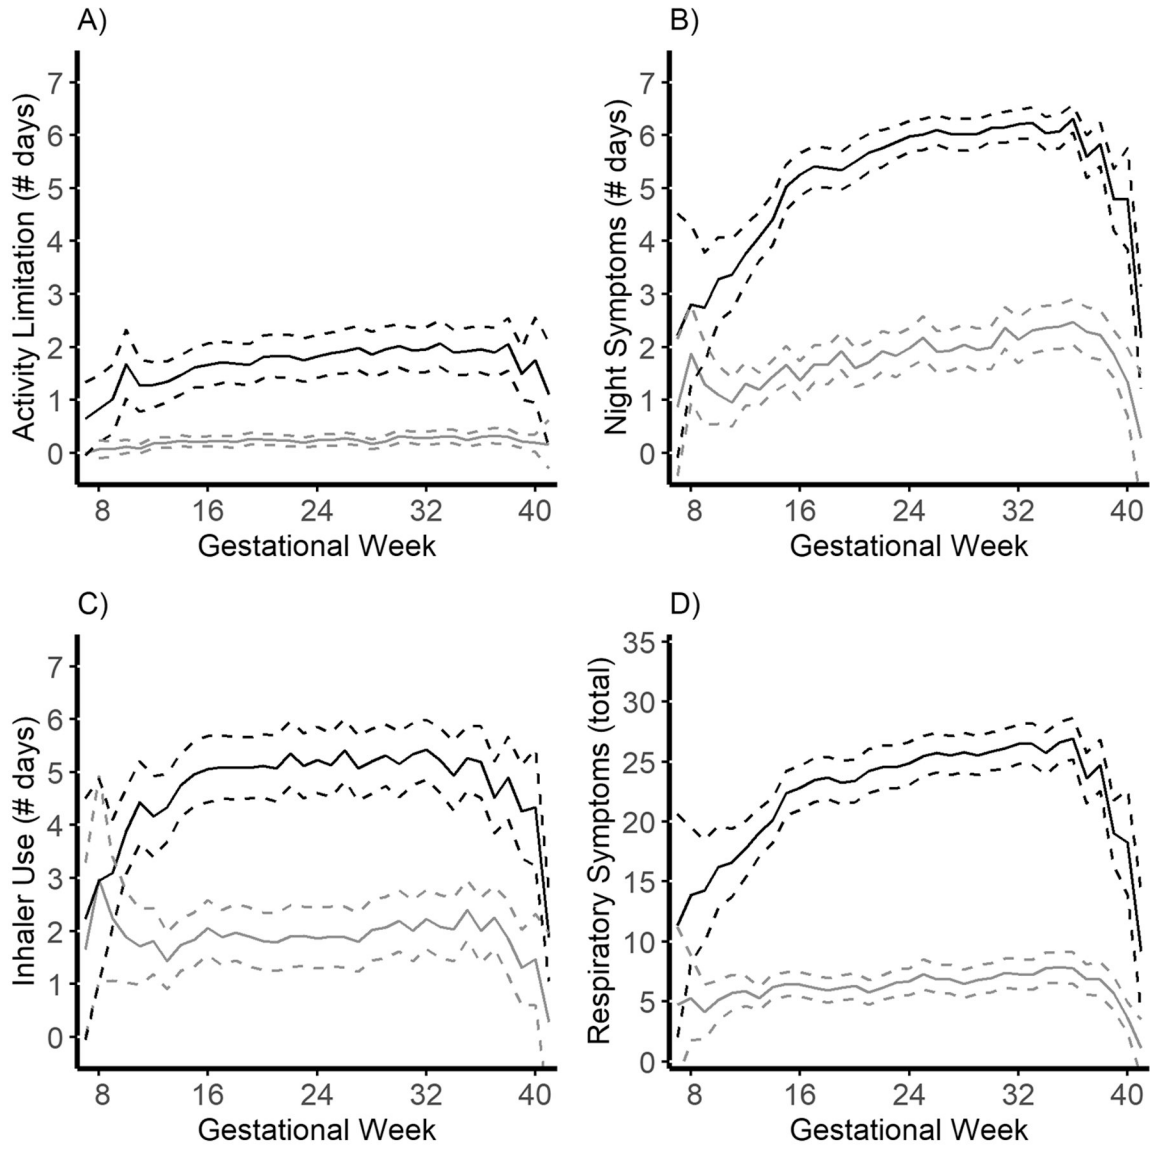 A)
Activity Limitation (# days)
7
6
5
4
3
2
1
0
8 16 24 32 40
Gestational Week
B)
Night Symptoms (# days)
7
6
5
4
3
2
1
0
8 16 24 32 40
Gestational Week
C)
Inhaler Use (# days)
7
6
5
4
3
2
1
0
8 16 24 32 40
Gestational Week
D)
Respiratory Symptoms (total)
35
30
25
20
15
10
5
0
8 16 24 32 40
Gestational Week